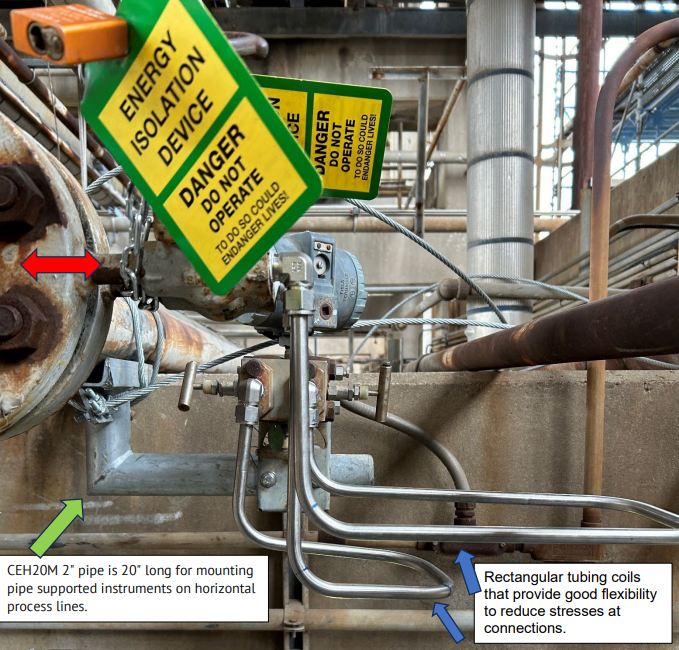 ENERGY
ISOLATION
DEVICE
DANGER
DO NOT
OPERATE
TO DO SO COULD
ENDANGER LIVES!
N
CE
DANGER
DO NOT
OPERATE
TO DO SO COULD
ENDANGER LIVES!
CEH20M 2" pipe is 20" long for mounting
pipe supported instruments on horizontal
process lines.
Rectangular tubing coils
that provide good flexibility
to reduce stresses at
connections.